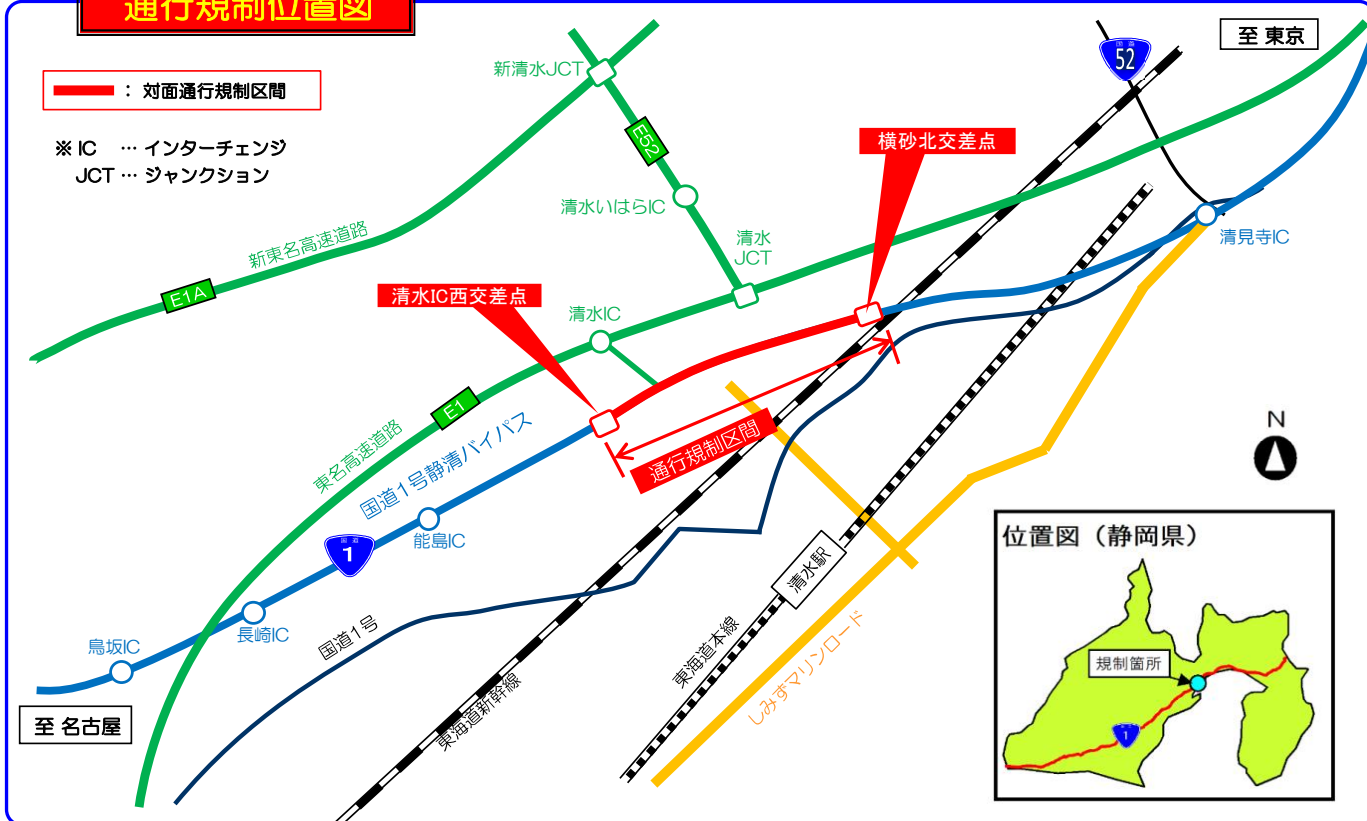 通行規制位置図
：対面通行規制区間
※ IC … インターチェンジ
JCT … ジャンクション
至 東京
国道
52
新清水JCT
E52
横砂北交差点
清水いはらIC
清水
JCT
清見寺IC
新東名高速道路
E1A
清水IC西交差点
清水IC
E1
東名高速道路
国道1号静清バイパス
通行規制区間
N
能島IC
国道
1
長崎IC
鳥坂IC
国道1号
清水駅
東海道本線
しみずマリンロード
東海道新幹線
至 名古屋
位置図（静岡県）
規制箇所
1